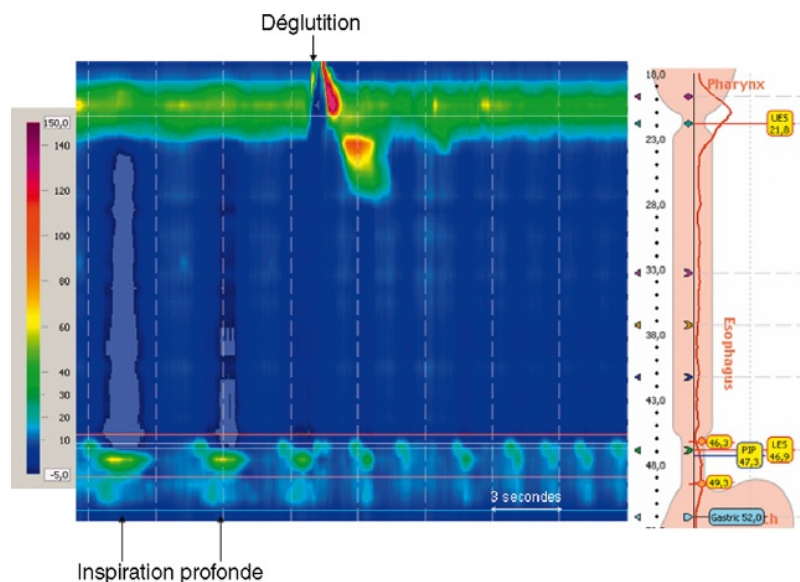 Déglutition
150,0
140
120
100
80
60
40
30
20
10
-5,0
18,0
Pharynx
UES
21,8
23,0
28,0
33,0
38,0
Esophagus
43,0
46,3
LES
46,9
PIP
47,3
48,0
49,3
Gastric 52,0
ch
3 secondes
Inspiration profonde